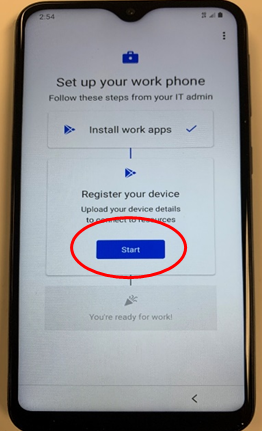 2:54
Set up your work phone
Follow these steps from your IT admin
Install work apps
Register your device
Upload your device details
to connect to resources
Start
You're ready for work!